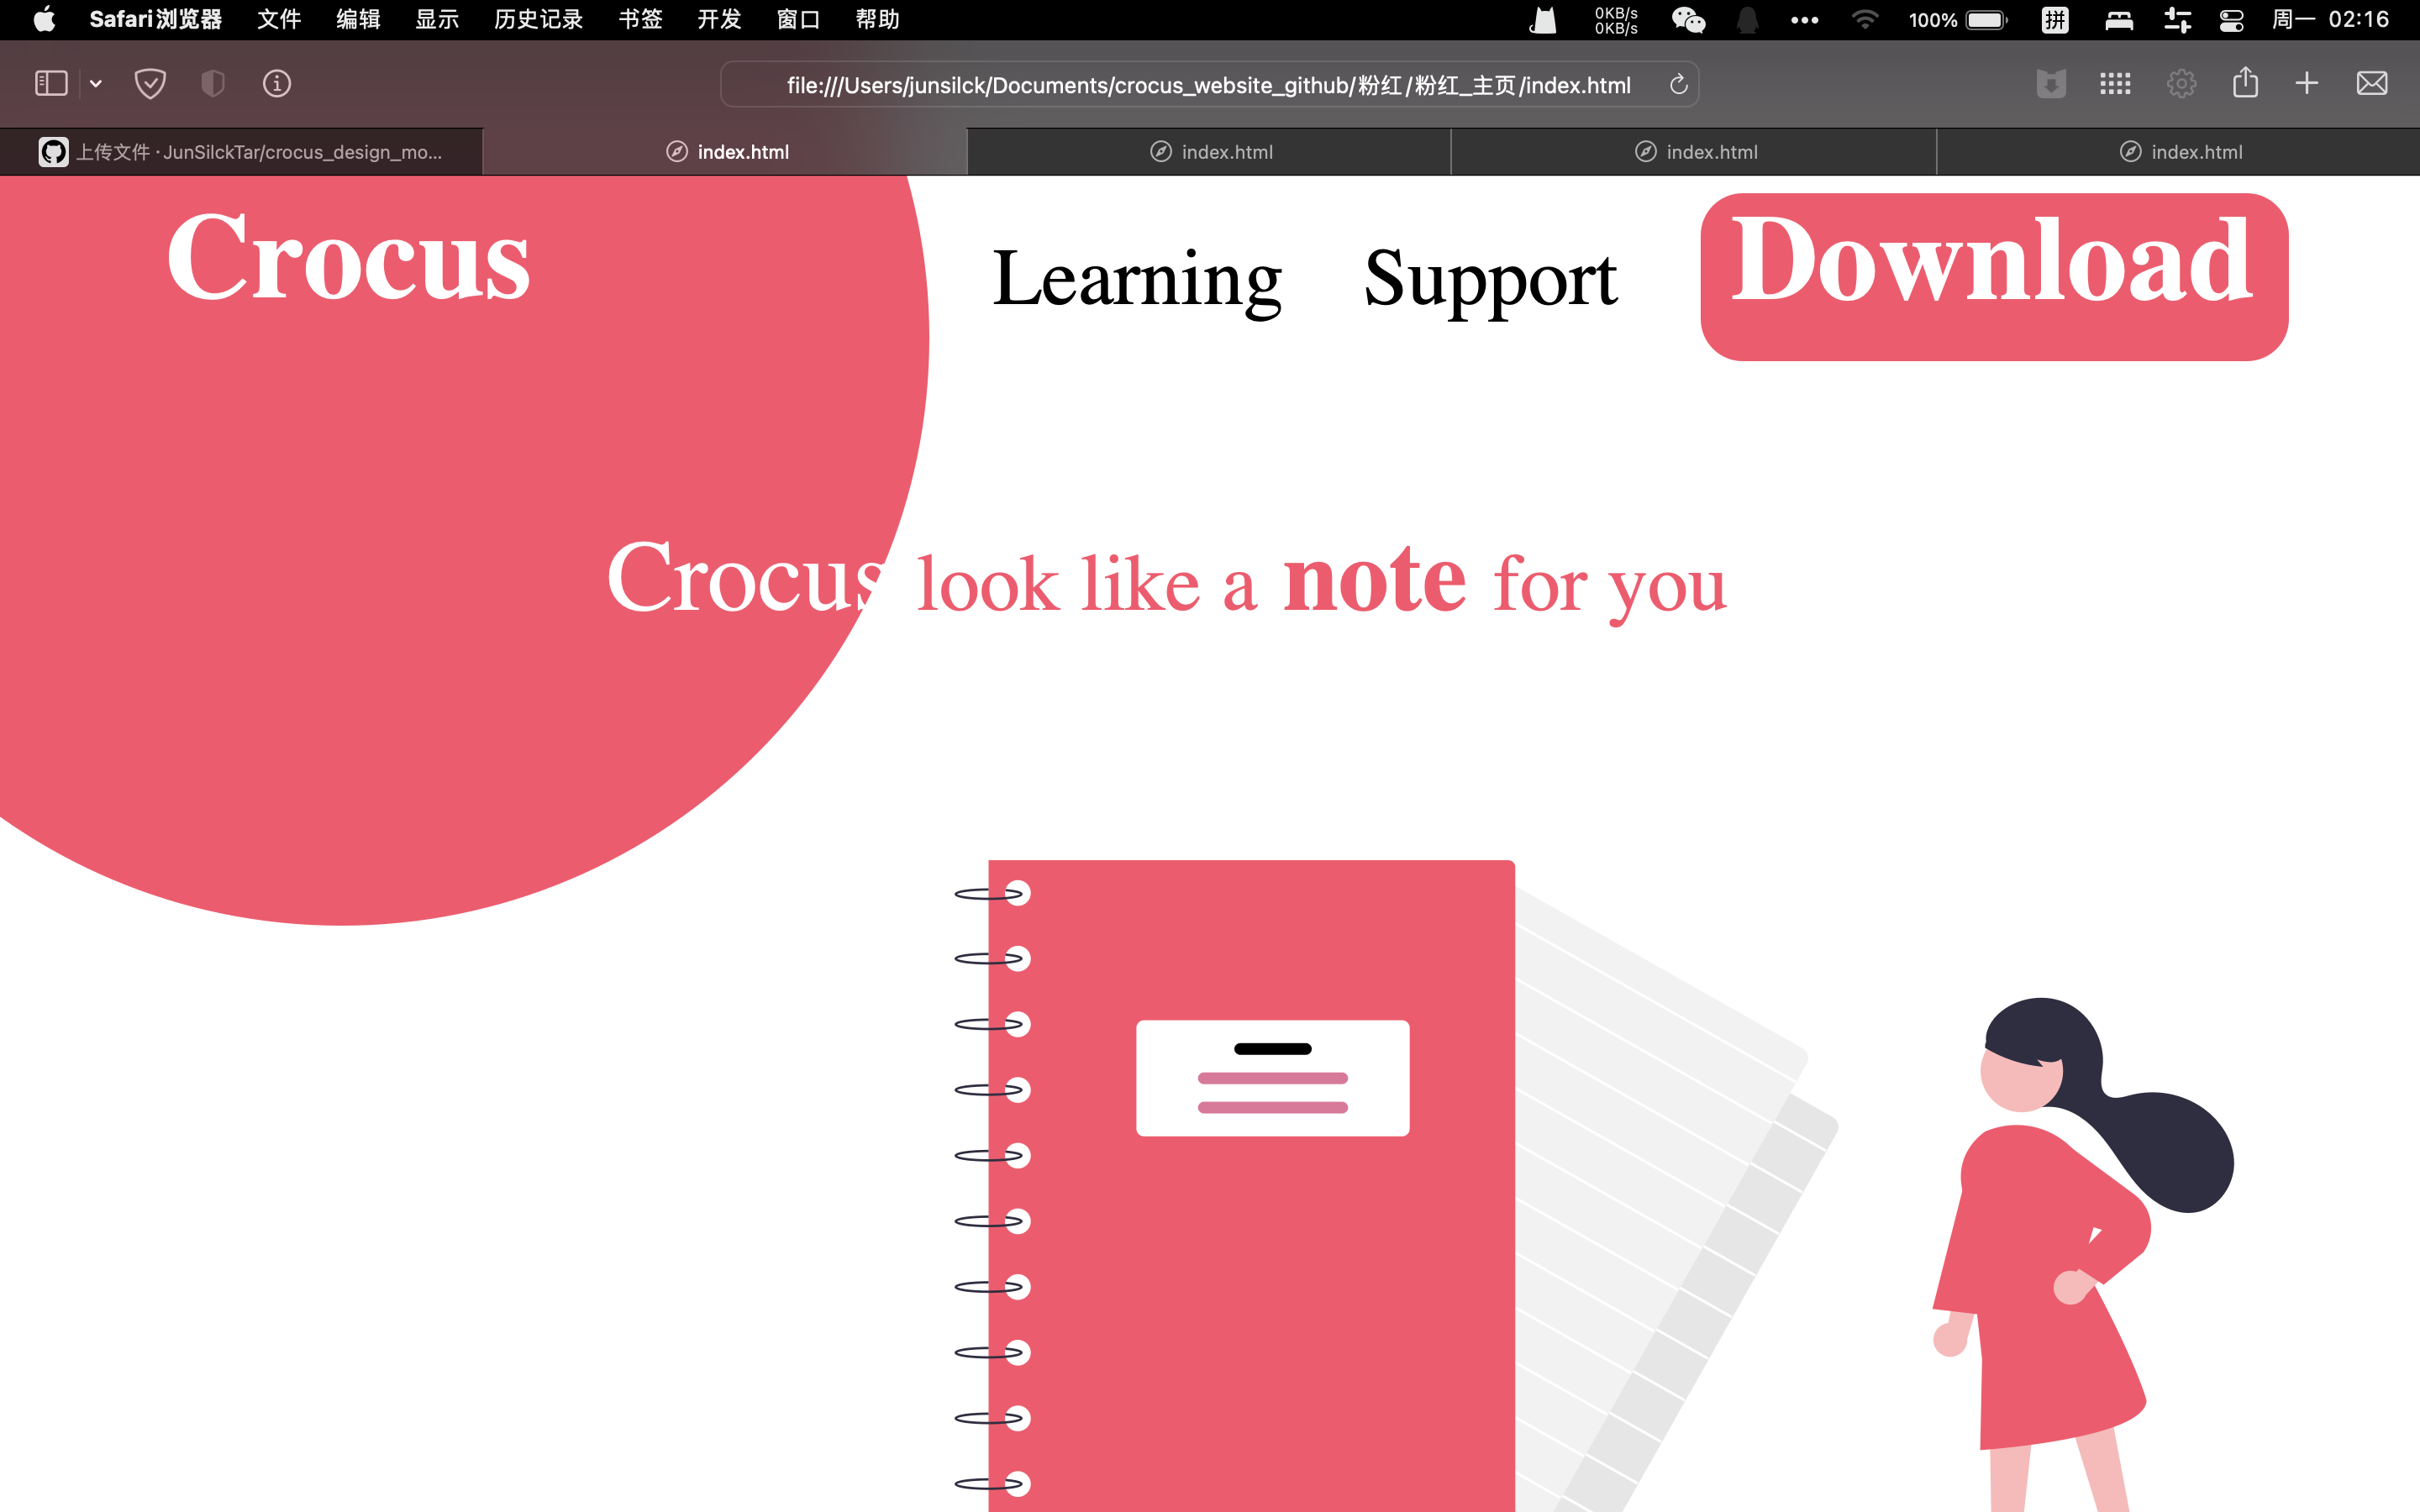 Safari浏览器 文件 编辑 显示 历史记录 书签 开发 窗口 帮助 0KB/s 100% 拼 周一 02:16
0KB/s
file:///Users/junsilck/Documents/crocus_website_github/粉红/粉红_主页/index.html
上传文件 · JunSilckTar/crocus_design_mo... index.html index.html index.html index.html
Crocus Learning Support Download
Crocus look like a note for you